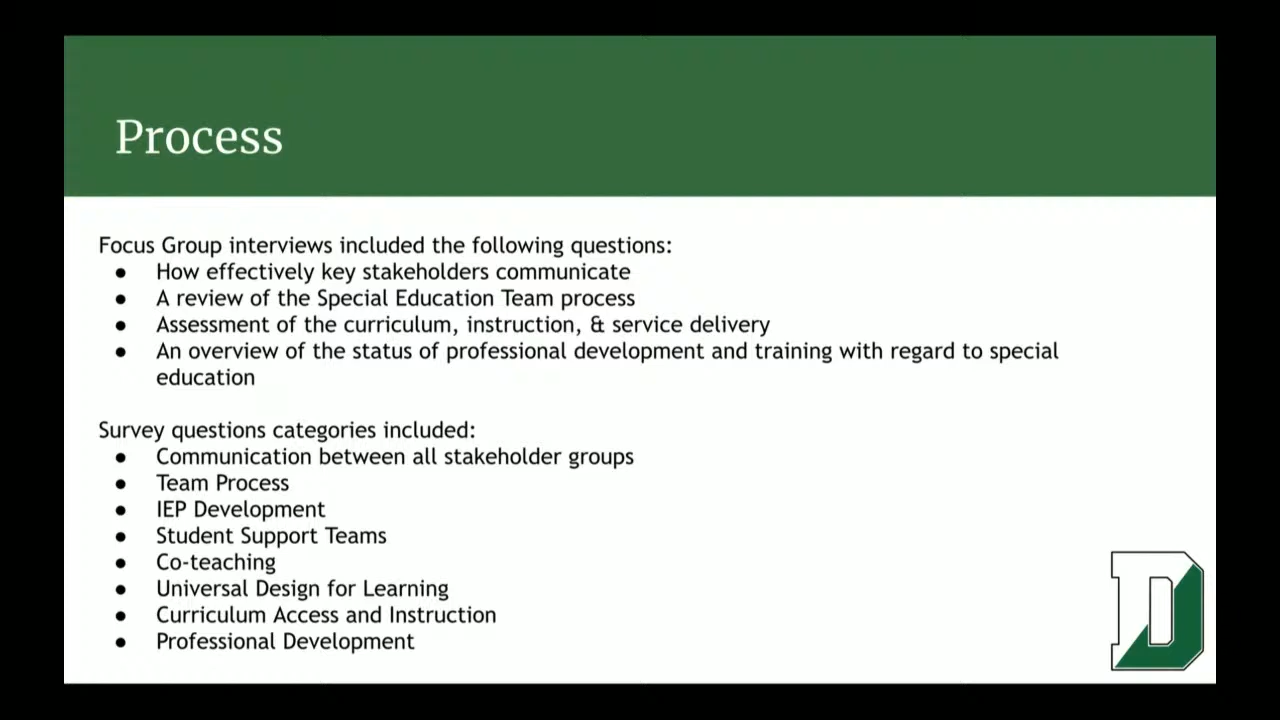 Process
Focus Group interviews included the following questions:
● How effectively key stakeholders communicate
● A review of the Special Education Team process
● Assessment of the curriculum, instruction, & service delivery
● An overview of the status of professional development and training with regard to special
education
Survey questions categories included:
● Communication between all stakeholder groups
● Team Process
● IEP Development
● Student Support Teams
● Co-teaching
● Universal Design for Learning
● Curriculum Access and Instruction
● Professional Development
D